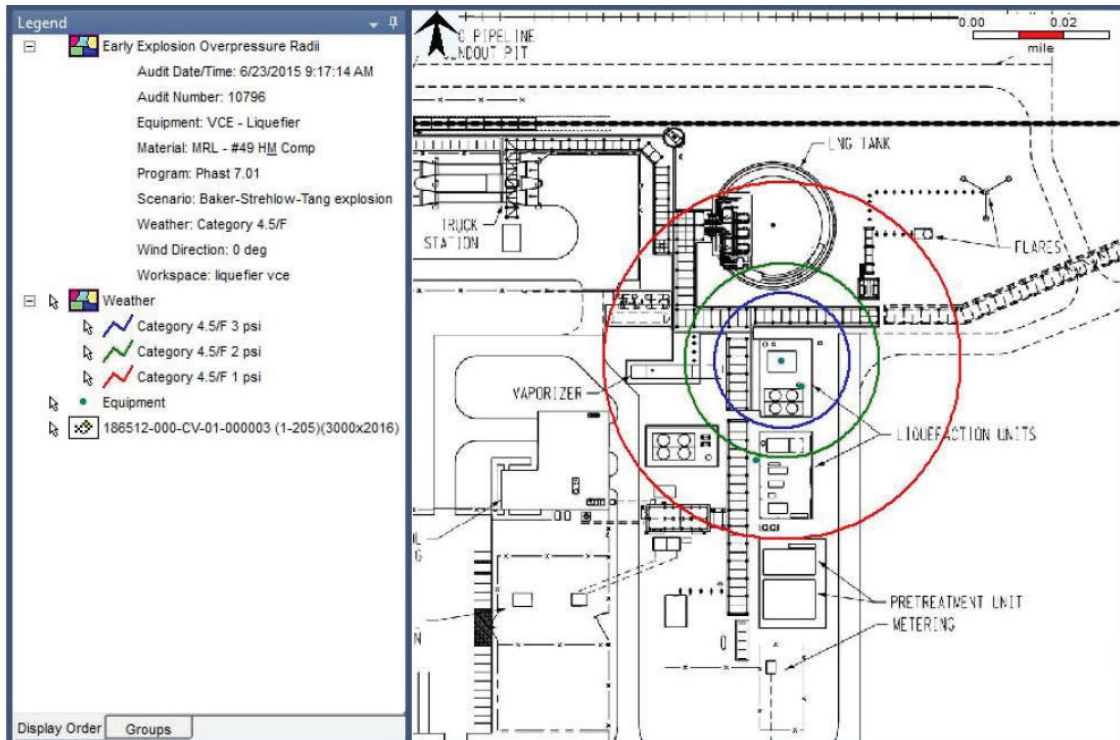 Legend
Early Explosion Overpressure Radii
Audit Date/Time: 6/23/2015 9:17:14 AM
Audit Number: 10796
Equipment: VCE - Liquefier
Material: MRL - #49 HM Comp
Program: Phast 7.01
Scenario: Baker-Strehlow-Tang explosion
Weather: Category 4.5/F
Wind Direction: 0 deg
Workspace: liquefier vce
Weather
Category 4.5/F 3 psi
Category 4.5/F 2 psi
Category 4.5/F 1 psi
Equipment
186512-000-CV-01-000003 (1-205)(3000x2016)
Display Order
Groups
0.00 0.02
mile
PIPELINE
PIT
LNG TANK
TRUCK
STATION
FLARES
VAPORIZER
LIQUEFACTION UNITS
PRETREATMENT UNIT
METERING